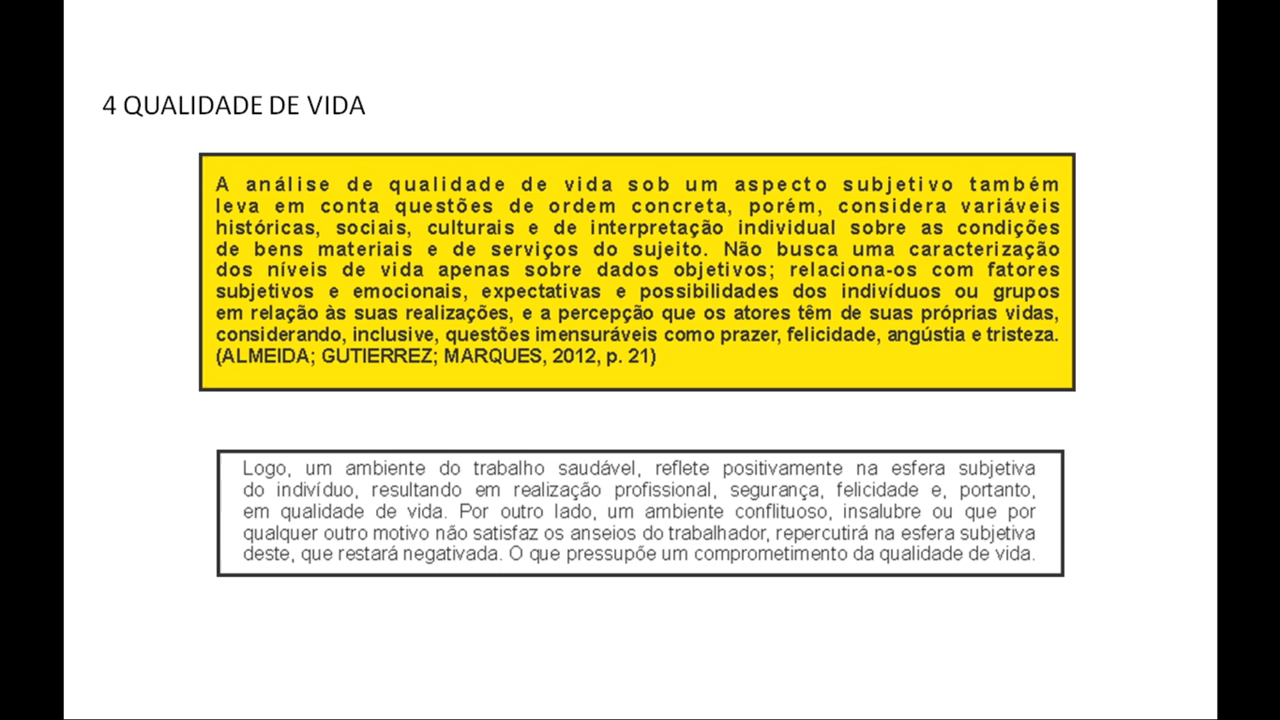 4 QUALIDADE DE VIDA
A análise de qualidade de vida sob um aspecto subjetivo também
leva em conta questões de ordem concreta, porém, considera variáveis
históricas, sociais, culturais e de interpretação individual sobre as condições
de bens materiais e de serviços do sujeito. Não busca uma caracterização
dos níveis de vida apenas sobre dados objetivos; relaciona-os com fatores
subjetivos e emocionais, expectativas e possibilidades dos indivíduos ou grupos
em relação às suas realizações, e a percepção que os atores têm de suas próprias vidas,
considerando, inclusive, questões imensuráveis como prazer, felicidade, angústia e tristeza.
(ALMEIDA; GUTIERREZ; MARQUES, 2012, p. 21)
Logo, um ambiente do trabalho saudável, reflete positivamente na esfera subjetiva
do indivíduo, resultando em realização profissional, segurança, felicidade e, portanto,
em qualidade de vida. Por outro lado, um ambiente conflituoso, insalubre ou que por
qualquer outro motivo não satisfaz os anseios do trabalhador, repercutirá na esfera subjetiva
deste, que restará negativada. O que pressupõe um comprometimento da qualidade de vida.